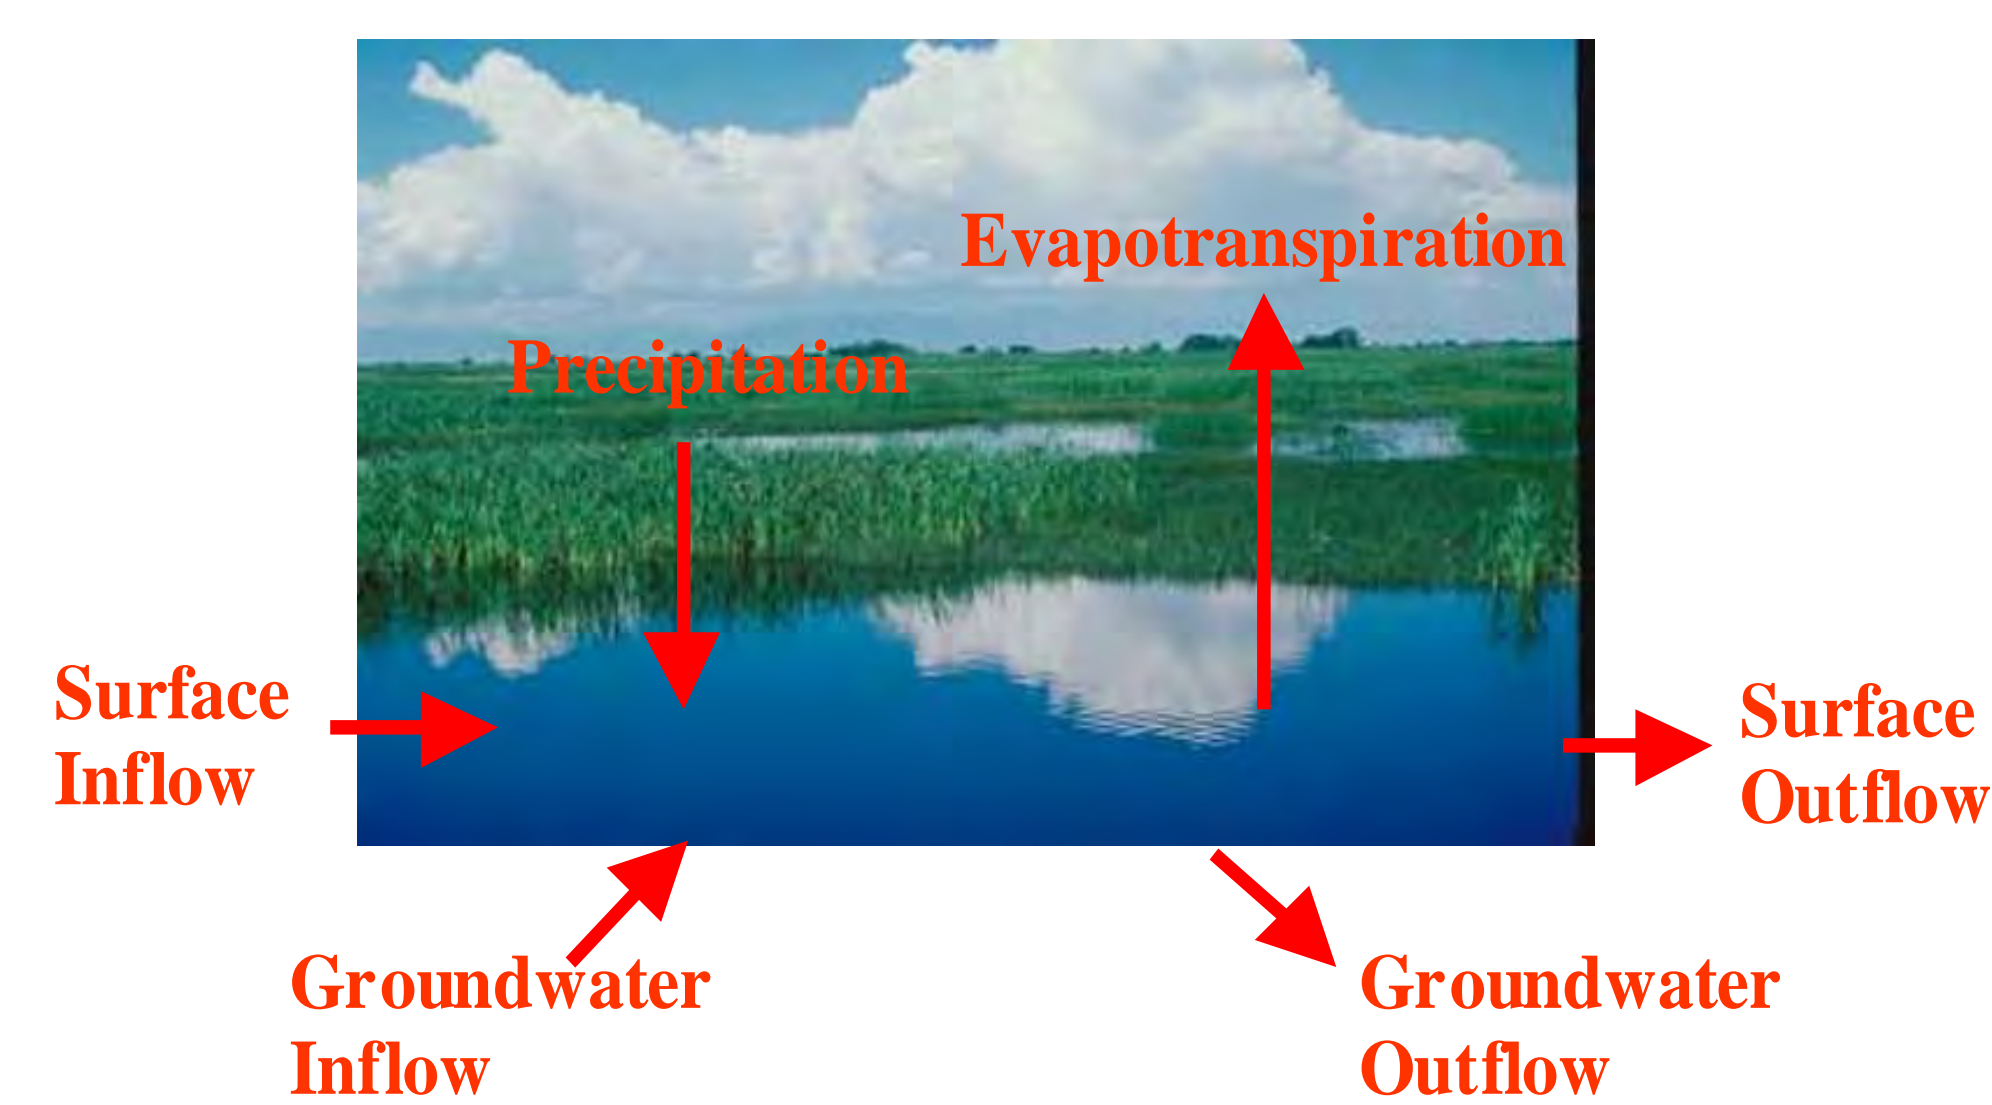 Evapotranspiration
Precipitation
Surface
Inflow
Surface
Outflow
Groundwater
Inflow
Groundwater
Outflow